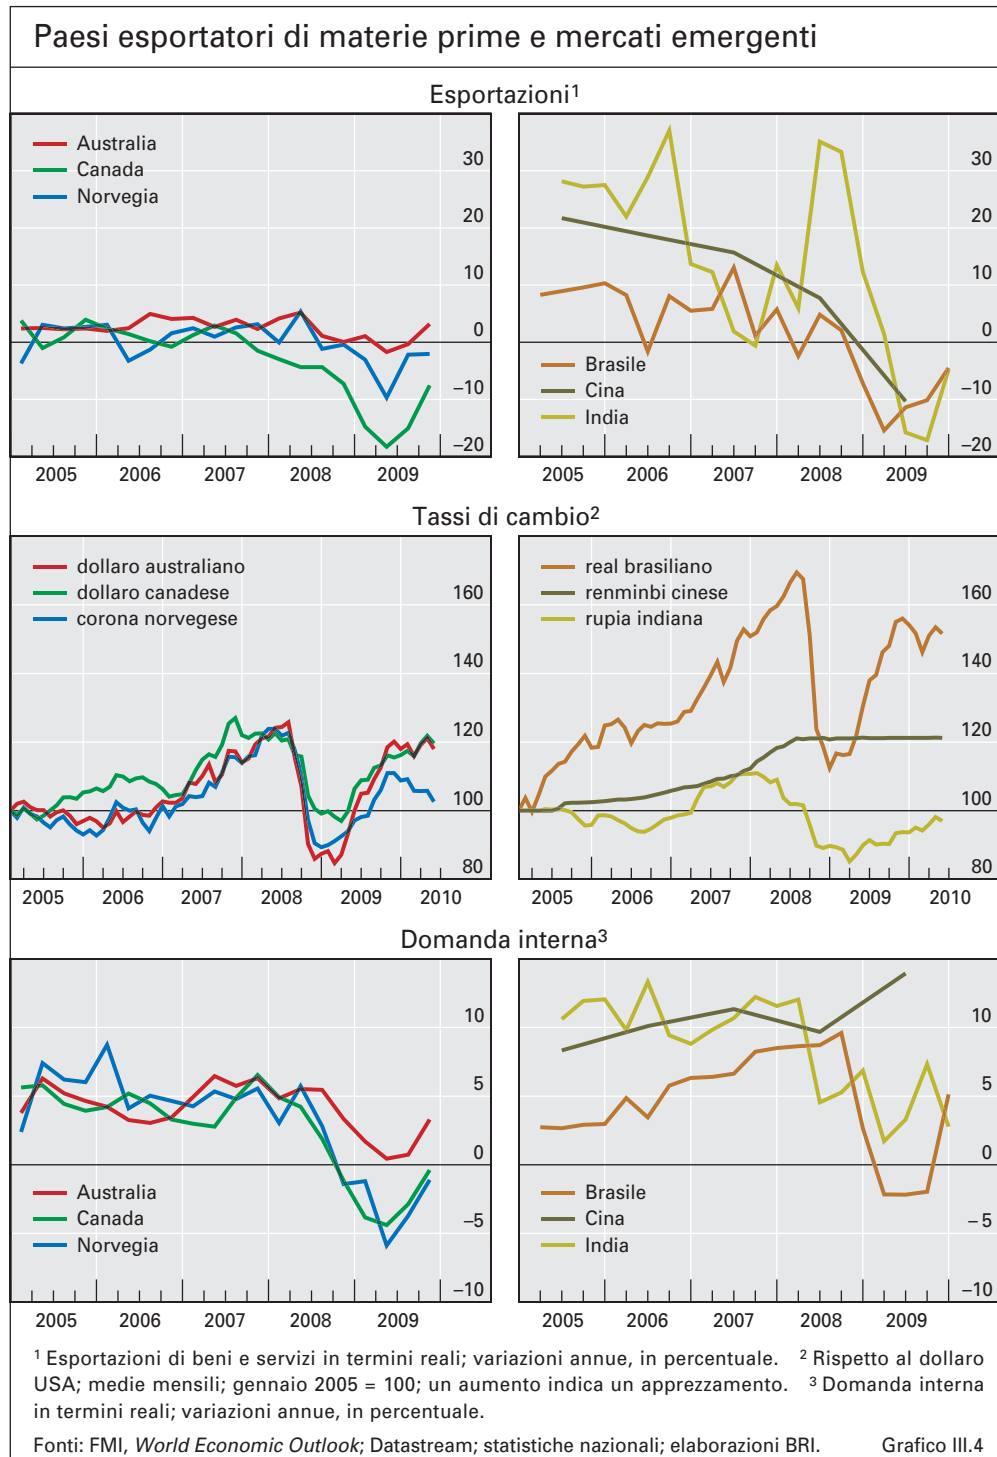 Paesi esportatori di materie prime e mercati emergenti
Esportazioni¹
Australia
Canada
Norvegia
30
20
10
0
–10
–20
2005 2006 2007 2008 2009
Brasile
Cina
India
30
20
10
0
–10
–20
2005 2006 2007 2008 2009
Tassi di cambio²
dollaro australiano
dollaro canadese
corona norvegese
160
140
120
100
80
2005 2006 2007 2008 2009 2010
real brasiliano
renminbi cinese
rupia indiana
160
140
120
100
80
2005 2006 2007 2008 2009 2010
Domanda interna³
Australia
Canada
Norvegia
10
5
0
–5
–10
2005 2006 2007 2008 2009
Brasile
Cina
India
10
5
0
–5
–10
2005 2006 2007 2008 2009
¹ Esportazioni di beni e servizi in termini reali; variazioni annue, in percentuale. ² Rispetto al dollaro
USA; medie mensili; gennaio 2005 = 100; un aumento indica un apprezzamento. ³ Domanda interna
in termini reali; variazioni annue, in percentuale.
Fonti: FMI, World Economic Outlook; Datastream; statistiche nazionali; elaborazioni BRI. Grafico III.4